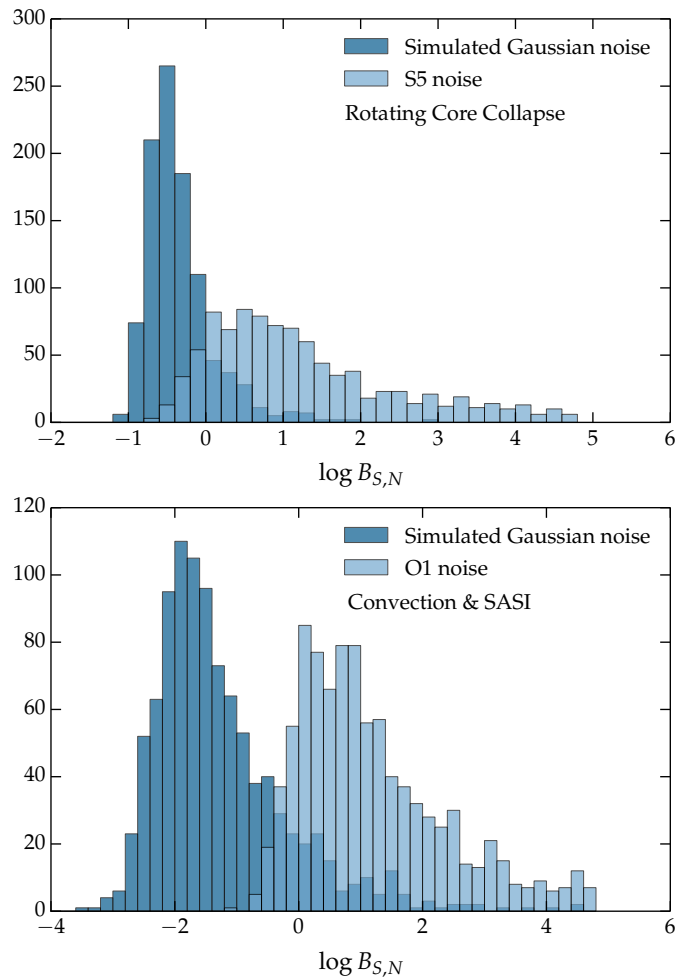 300
250
200
150
100
50
0
Simulated Gaussian noise
S5 noise
Rotating Core Collapse
−2 −1 0 1 2 3 4 5 6
log B_{S,N}
120
100
80
60
40
20
0
Simulated Gaussian noise
O1 noise
Convection & SASI
−4 −2 0 2 4 6
log B_{S,N}